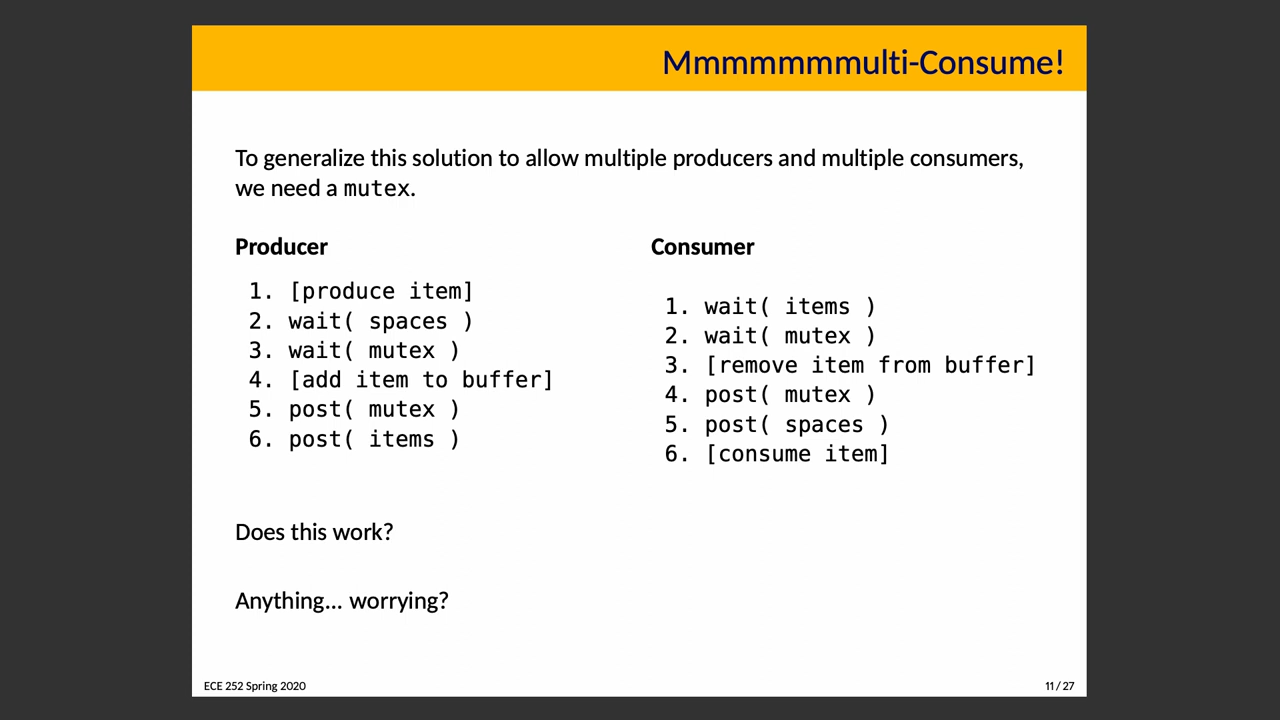 Mmmmmmmulti-Consume!
To generalize this solution to allow multiple producers and multiple consumers,
we need a mutex.
Producer
1. [produce item]
2. wait( spaces )
3. wait( mutex )
4. [add item to buffer]
5. post( mutex )
6. post( items )
Consumer
1. wait( items )
2. wait( mutex )
3. [remove item from buffer]
4. post( mutex )
5. post( spaces )
6. [consume item]
Does this work?
Anything... worrying?
ECE 252 Spring 2020
11 / 27